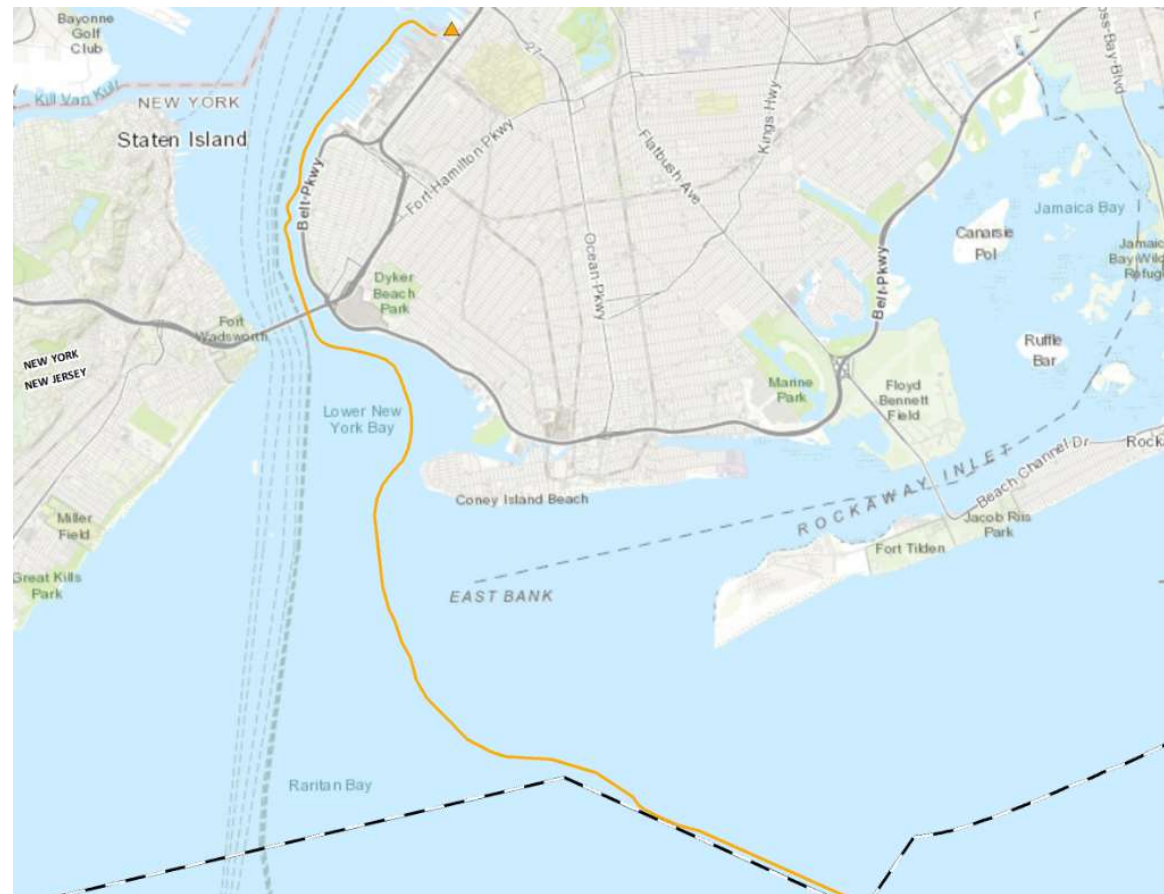 Bayonne
Golf
Club
Kill Van Kull
NEW YORK
Staten Island
27
Belt-Pkwy
Fort-Hamilton-Pkwy
Flatbush Ave
Kings Hwy
Ocean-Pkwy
Belt-Pkwy
Jamaica Bay
Canarsie
Pol
Dyker
Beach
Park
Fort
Wadsworth
NEW YORK
NEW JERSEY
Ruffle
Bar
Marine
Park
Floyd
Bennett
Field
Lower New
York Bay
Coney Island Beach
ROCKAWAY INLET
Beach Channel Dr
Jacob Riis
Park
Fort Tilden
Miller
Field
Great Kills
Park
EAST BANK
Raritan Bay